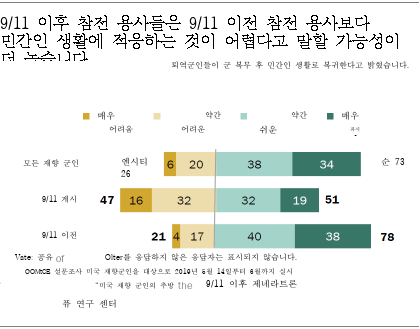 9/11 이후 참전 용사들은 9/11 이전 참전 용사보다
민간인 생활에 적응하는 것이 어렵다고 말할 가능성이
더 높습니다
퇴역군인들이 군 복무 후 민간인 생활로 복귀한다고 밝혔습니다.
매우 약간 약간 매우
어려움 어려운 쉬운
모든 재향 군인 엔시티 26 6 20 38 34 순 73
9/11 게시 47 16 32 32 19 51
9/11 이전 21 4 17 40 38 78
Vate: 공유 of Olter를 응답하지 않은 응답자는 표시되지 않습니다.
설문조사 미국 재향군인을 대상으로 2019년 5월 14일부터 6월까지 실시
"미국 재향 군인의 추방 the 9/11 이후 제네라트론
퓨 연구 센터